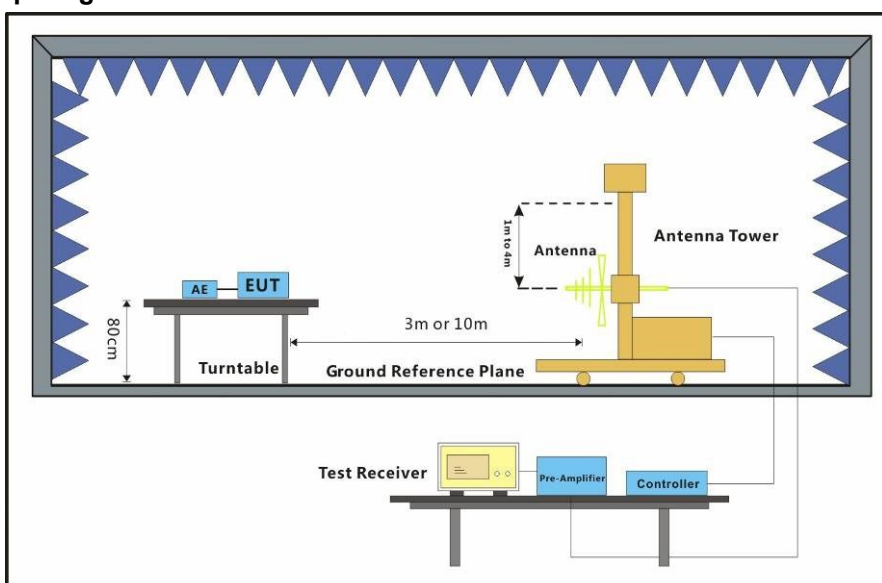 1m to 4m
Antenna
Antenna Tower
AE
EUT
80cm
3m or 10m
Turntable
Ground Reference Plane
Test Receiver
Pre-Amplifier
Controller